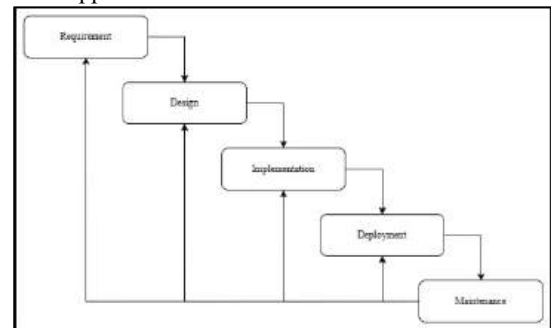 Requirement
Design
Implementation
Deployment
Maintenance